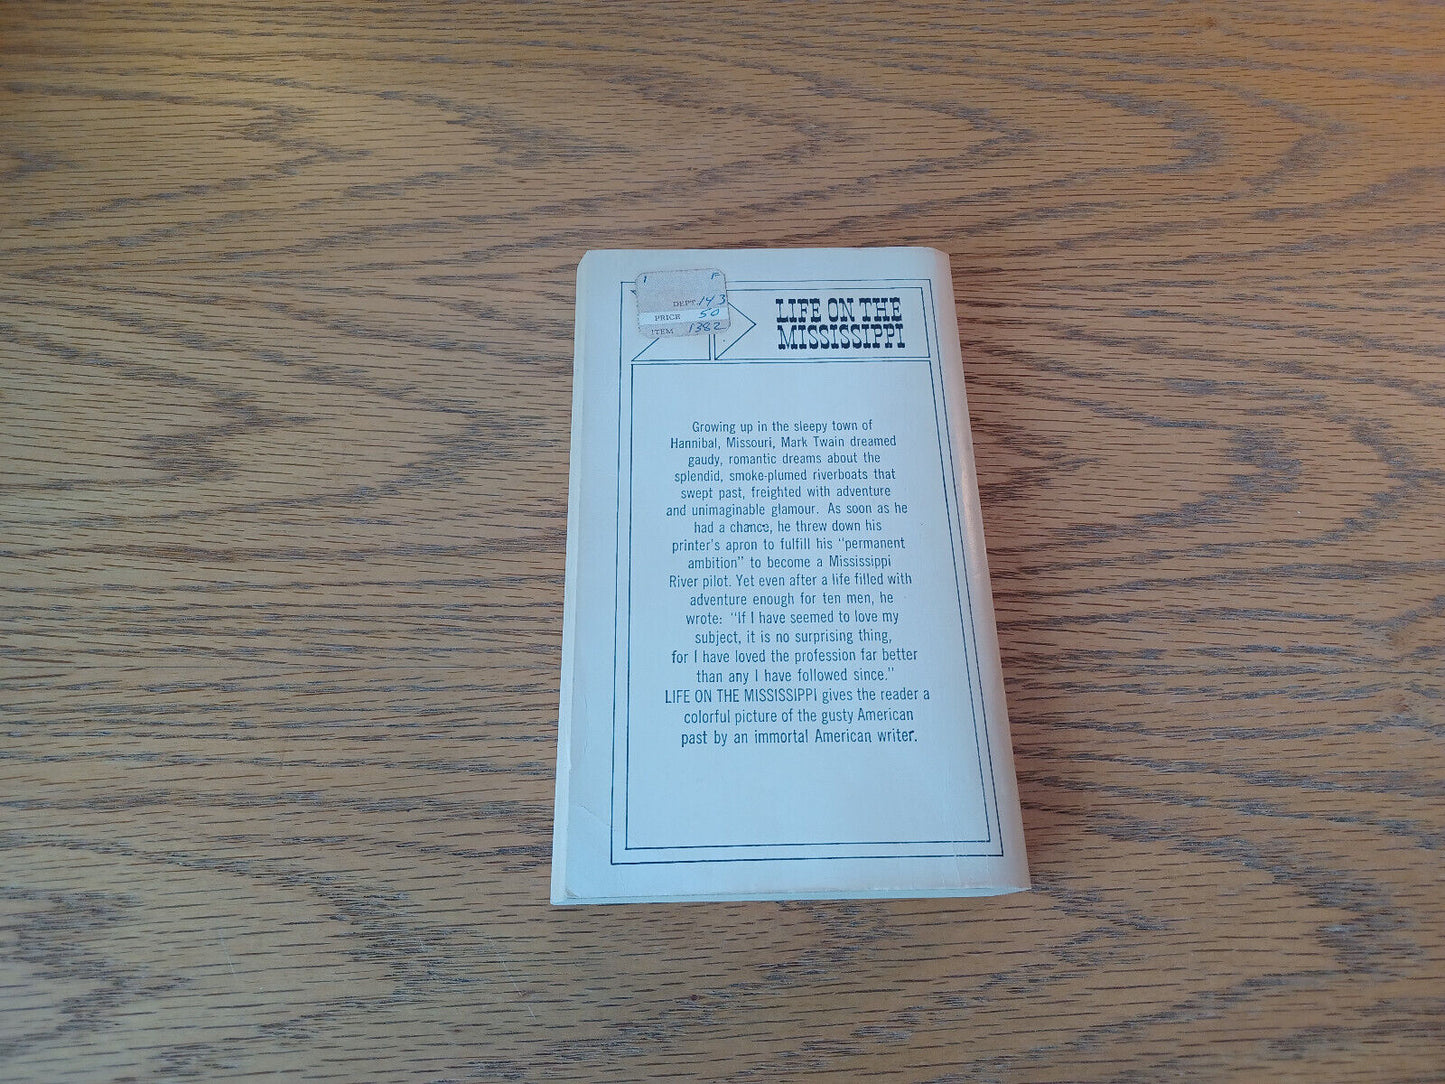 1 F
DEPT. 143
PRICE 50
ITEM 1382
LIFE ON THE
MISSISSIPPI
Growing up in the sleepy town of
Hannibal, Missouri, Mark Twain dreamed
gaudy, romantic dreams about the
splendid, smoke-plumed riverboats that
swept past, freighted with adventure
and unimaginable glamour. As soon as he
had a chance, he threw down his
printer's apron to fulfill his "permanent
ambition" to become a Mississippi
River pilot. Yet even after a life filled with
adventure enough for ten men, he
wrote: "If I have seemed to love my
subject, it is no surprising thing,
for I have loved the profession far better
than any I have followed since."
LIFE ON THE MISSISSIPPI gives the reader a
colorful picture of the gusty American
past by an immortal American writer.